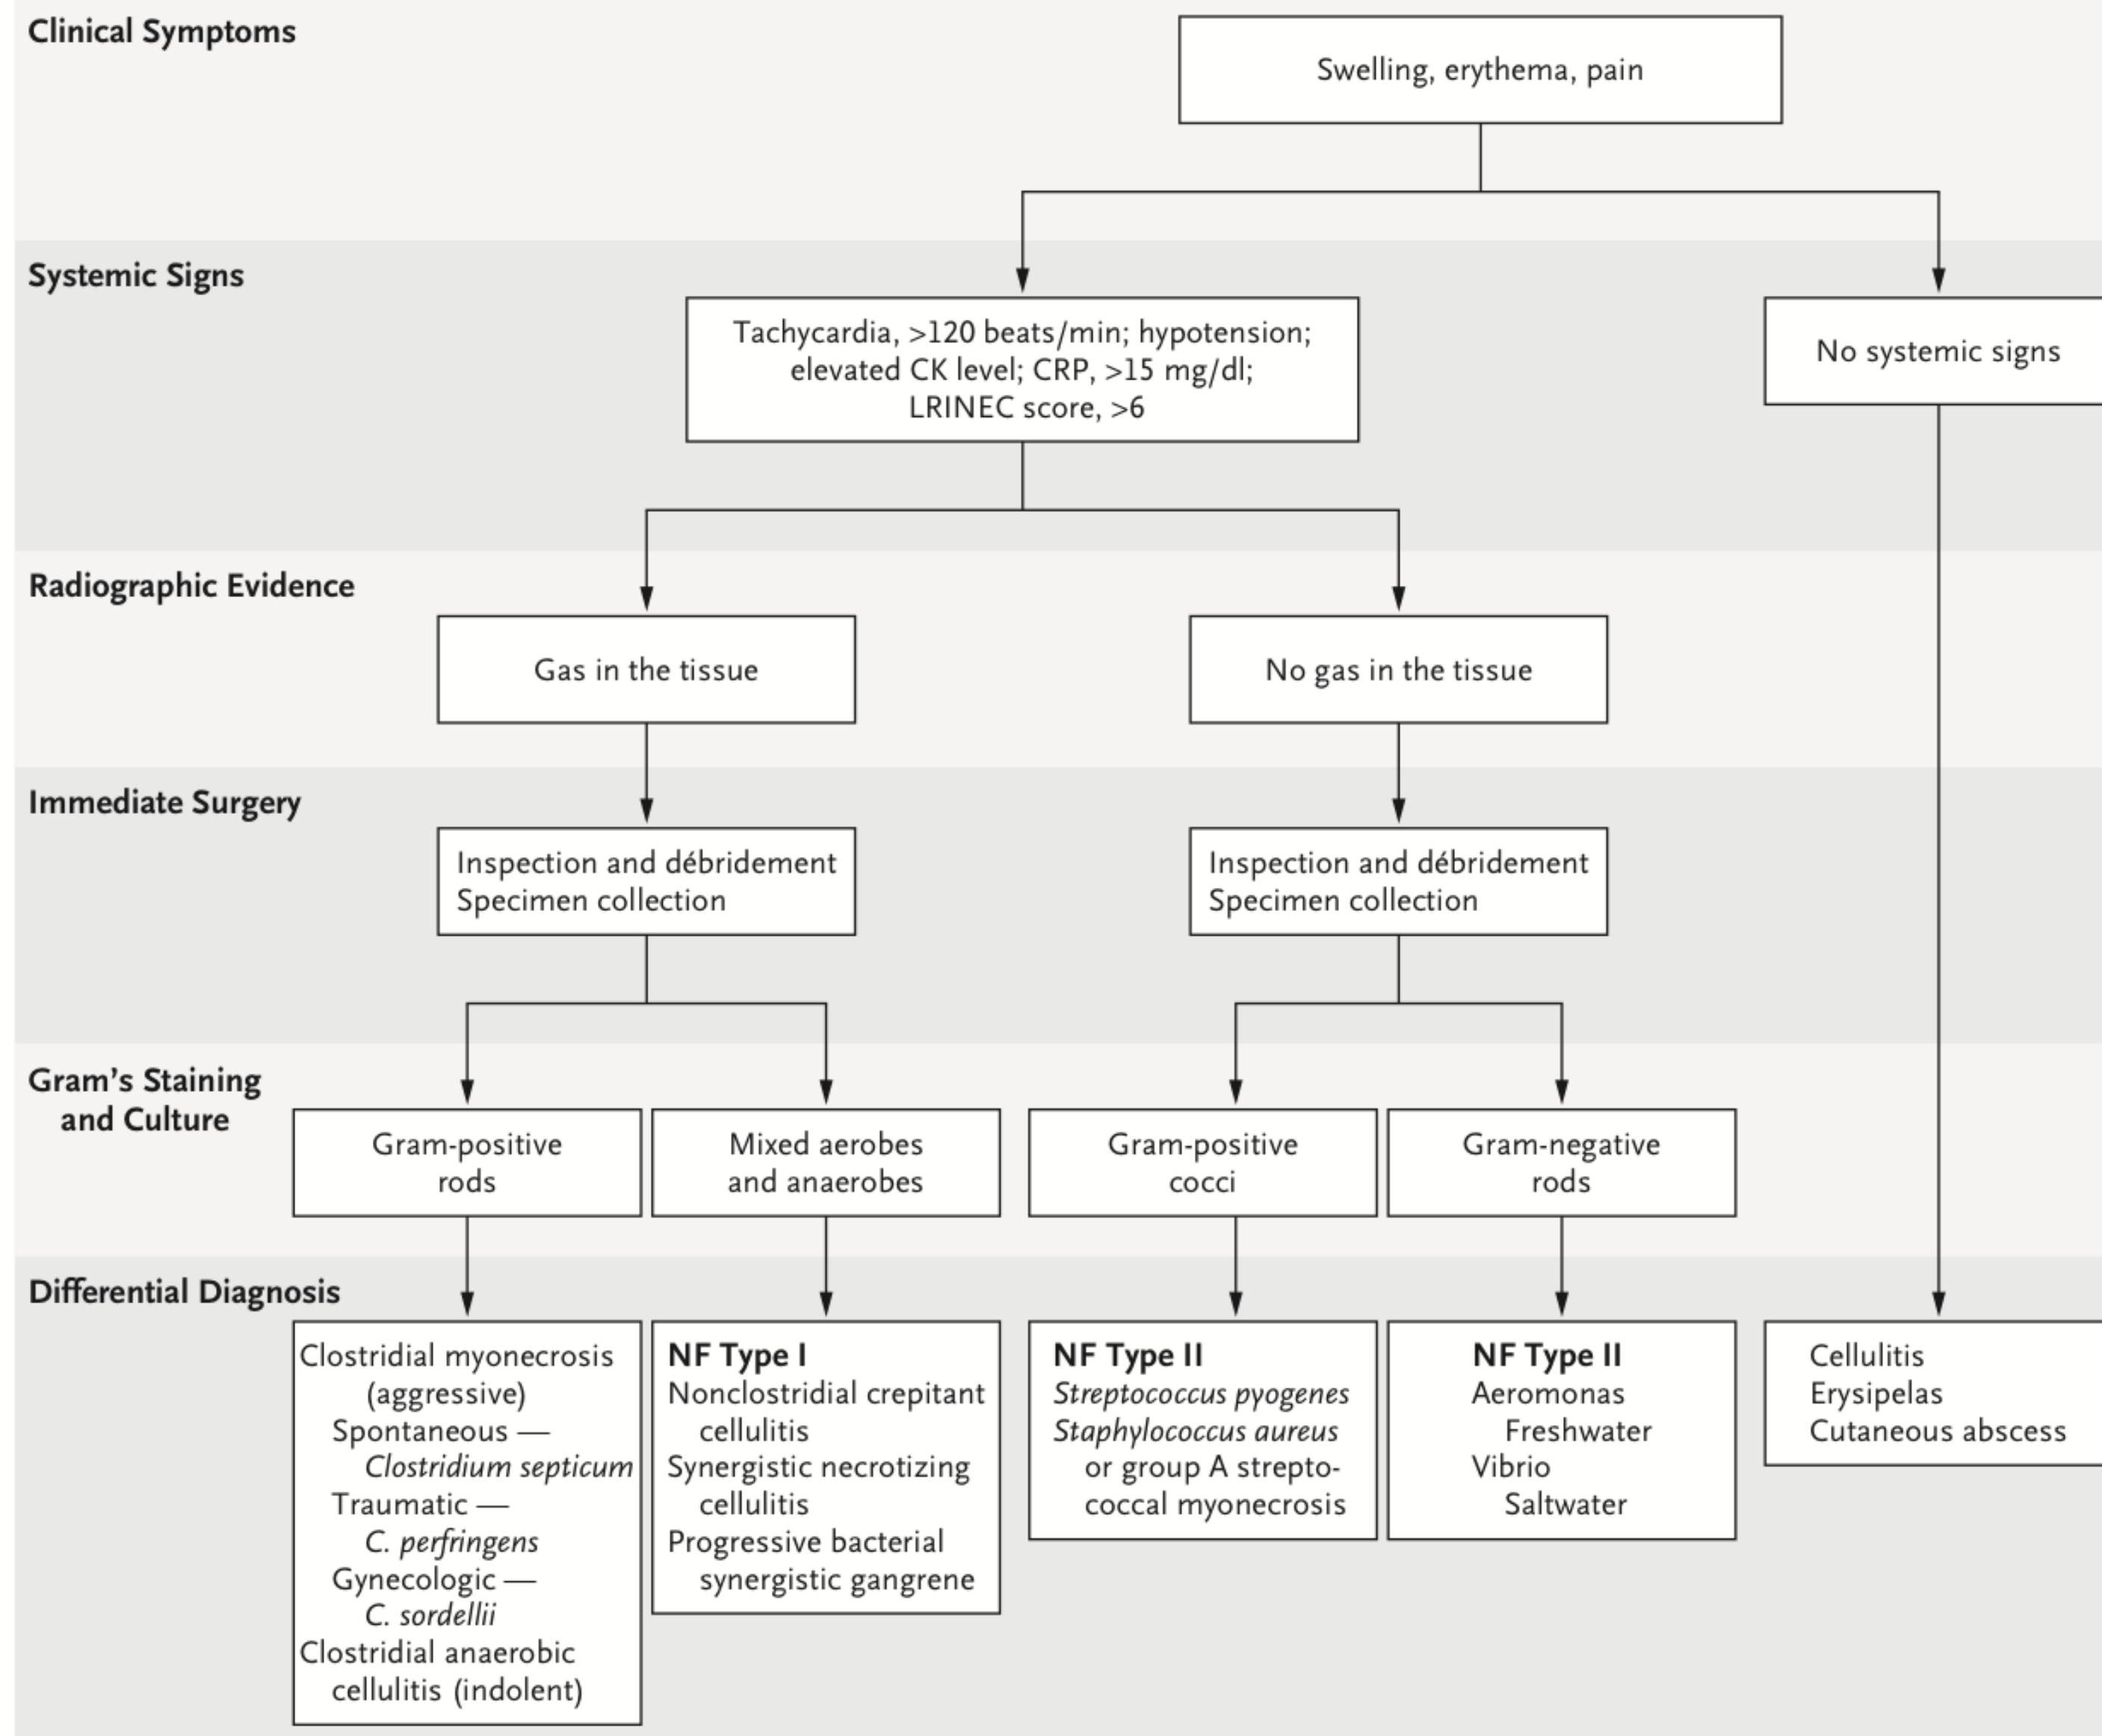 Clinical Symptoms
Swelling, erythema, pain
Systemic Signs
Tachycardia, >120 beats/min; hypotension;
elevated CK level; CRP, >15 mg/dl;
LRINEC score, >6
No systemic signs
Radiographic Evidence
Gas in the tissue
No gas in the tissue
Immediate Surgery
Inspection and débridement
Specimen collection
Inspection and débridement
Specimen collection
Gram's Staining
and Culture
Gram-positive
rods
Mixed aerobes
and anaerobes
Gram-positive
cocci
Gram-negative
rods
Differential Diagnosis
Clostridial myonecrosis
(aggressive)
Spontaneous —
Clostridium septicum
Traumatic —
C. perfringens
Gynecologic —
C. sordellii
Clostridial anaerobic
cellulitis (indolent)
NF Type I
Nonclostridial crepitant
cellulitis
Synergistic necrotizing
cellulitis
Progressive bacterial
synergistic gangrene
NF Type II
Streptococcus pyogenes
Staphylococcus aureus
or group A strepto-
coccal myonecrosis
NF Type II
Aeromonas
Freshwater
Vibrio
Saltwater
Cellulitis
Erysipelas
Cutaneous abscess